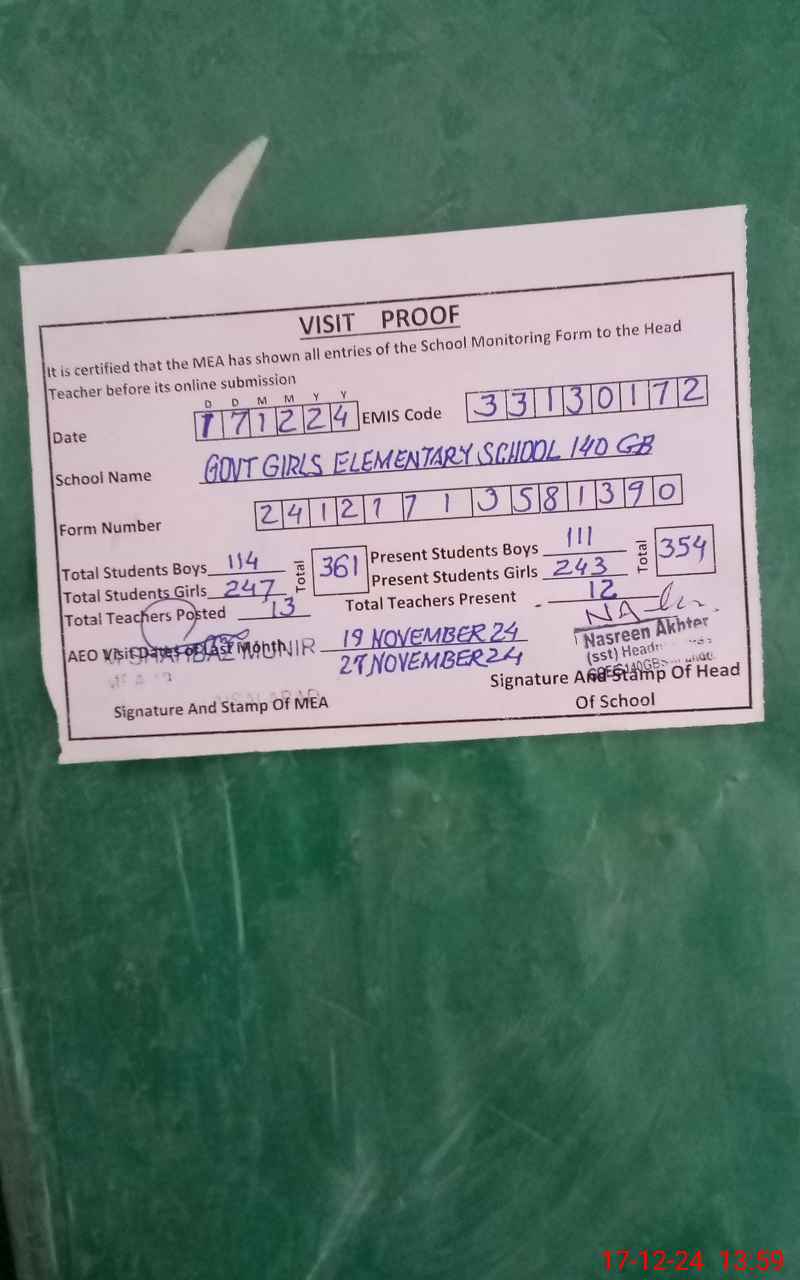 VISIT PROOF
It is certified that the MEA has shown all entries of the School Monitoring Form to the Head
Teacher before its online submission
D D M M Y Y
Date 171224 EMIS Code 33130172
School Name GOVT GIRLS ELEMENTARY SCHOOL 140 GB
Form Number 24121713581390
Total Students Boys 114 Total 361 Present Students Boys 111 Total 354
Total Students Girls 247 Present Students Girls 243
Total Teachers Posted 13 Total Teachers Present 12
AEO Visit Dates of Last Month 19 NOVEMBER 24
27 NOVEMBER 24
MUNIR
Nasreen Akhter
(sst) Headm
Signature And Stamp Of MEA
Signature And Stamp Of Head
Of School
17-12-24 13:59